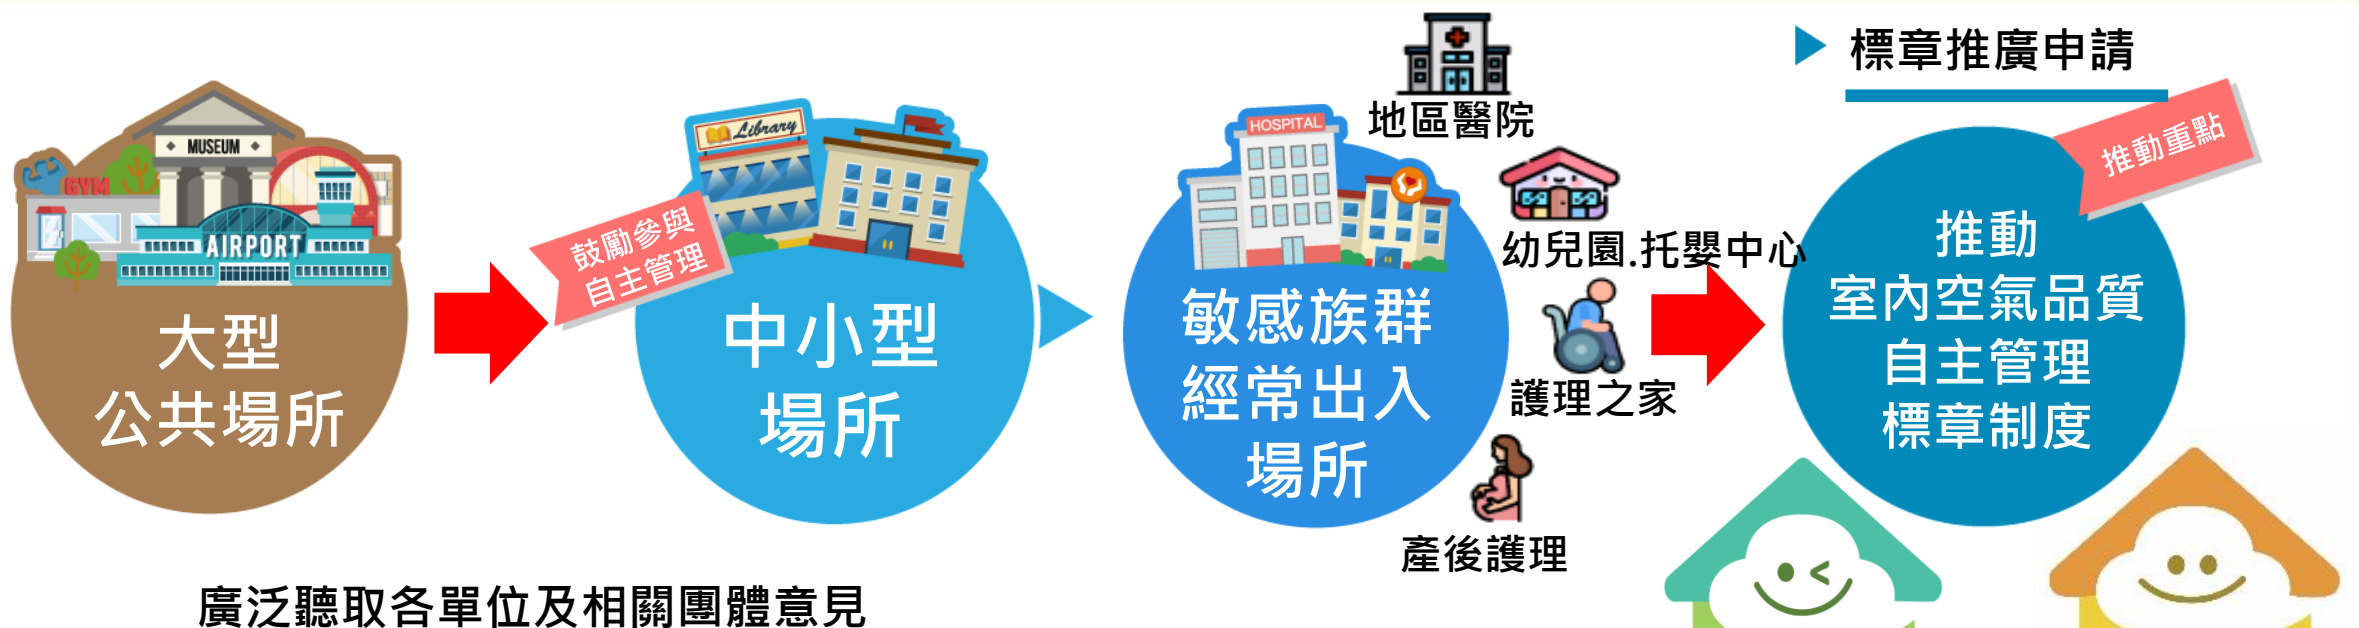 MUSEUM
GYM
AIRPORT
大型
公共場所
Library
鼓勵參與
自主管理
中小型
場所
HOSPITAL
敏感族群
經常出入
場所
地區醫院
幼兒園.托嬰中心
護理之家
產後護理
標章推廣申請
推動重點
推動
室內空氣品質
自主管理
標章制度
廣泛聽取各單位及相關團體意見